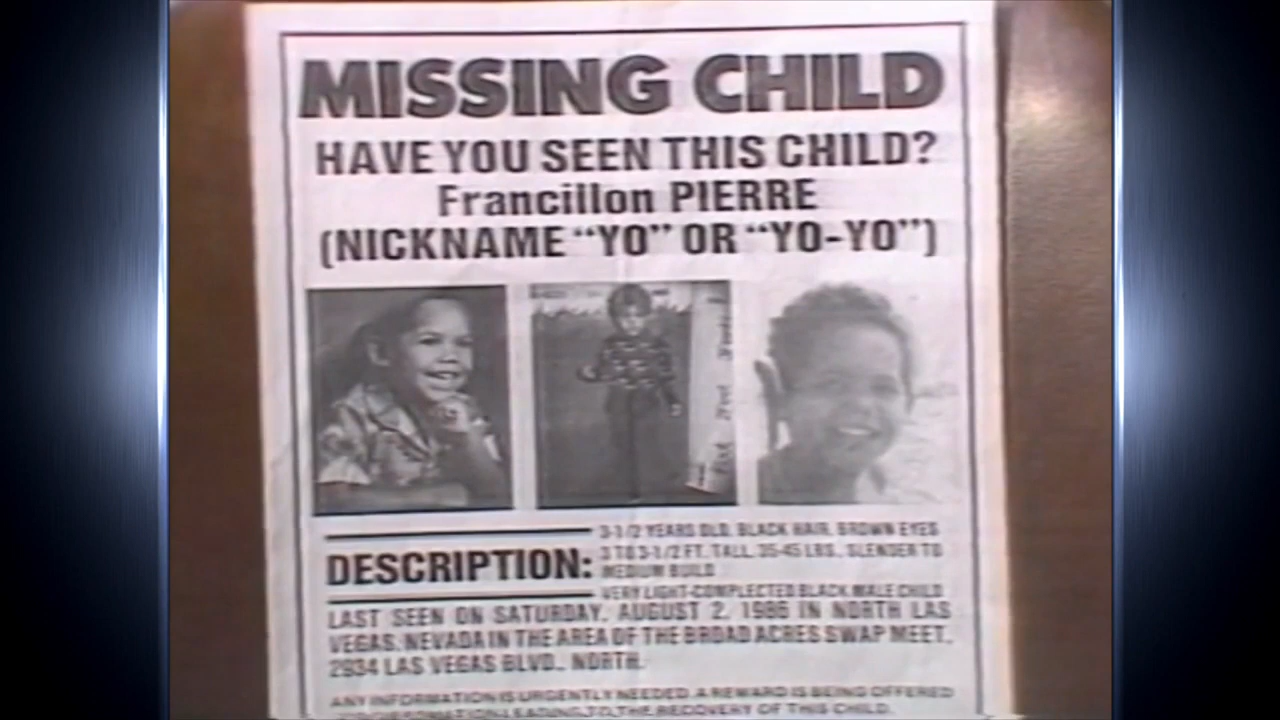 MISSING CHILD
HAVE YOU SEEN THIS CHILD?
Francillon PIERRE
(NICKNAME “YO” OR “YO-YO”)
DESCRIPTION:
3-1/2 YEARS OLD, BLACK HAIR, BROWN EYES
3 TO 3-1/2 FT. TALL, 35-45 LBS., SLENDER TO
MEDIUM BUILD
VERY LIGHT-COMPLECTED BLACK MALE CHILD
LAST SEEN ON SATURDAY, AUGUST 2, 1986 IN NORTH LAS
VEGAS, NEVADA IN THE AREA OF THE BROAD ACRES SWAP MEET,
2934 LAS VEGAS BLVD., NORTH.
ANY INFORMATION IS URGENTLY NEEDED. A REWARD IS BEING OFFERED
FOR INFORMATION LEADING TO THE RECOVERY OF THIS CHILD.